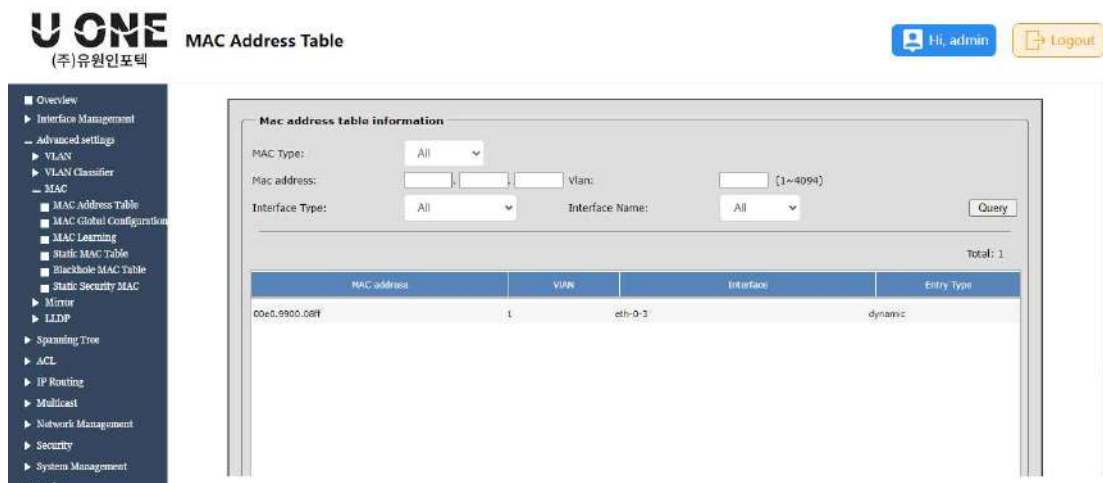 U ONE
(주)유원인포텍
MAC Address Table
Hi, admin
Logout
Overview
Interface Management
Advanced settings
VLAN
VLAN Classifier
MAC
MAC Address Table
MAC Global Configuration
MAC Learning
Static MAC Table
Blackhole MAC Table
Static Security MAC
Mirror
LLDP
Spanning Tree
ACL
IP Routing
Multicast
Network Management
Security
System Management
Mac address table information
MAC Type: All
Mac address: . . Vlan: (1~4094)
Interface Type: All Interface Name: All Query
Total: 1
MAC address VlAN Interface Entry Type
00e0.9900.08ff 1 eth-0-3 dynamic